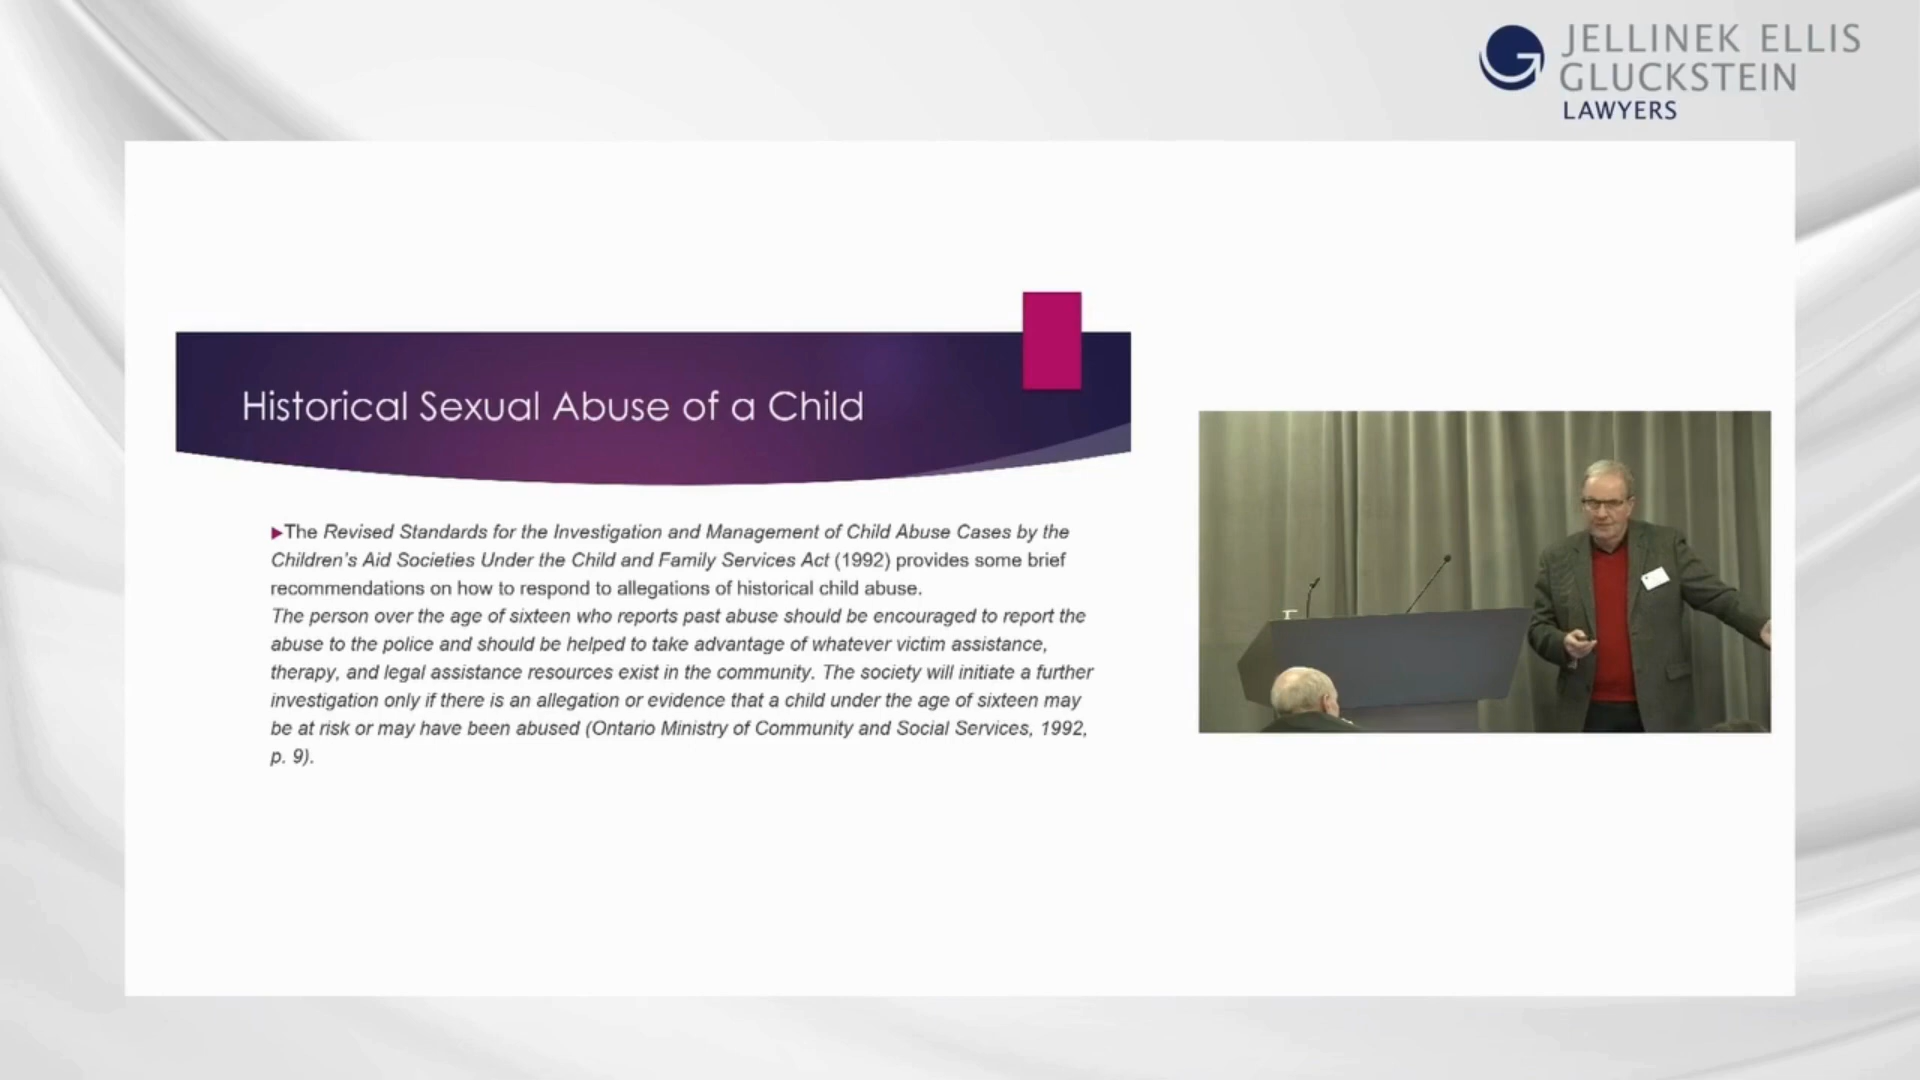 JELLINEK ELLIS
GLUCKSTEIN
LAWYERS
Historical Sexual Abuse of a Child
▶The Revised Standards for the Investigation and Management of Child Abuse Cases by the
Children's Aid Societies Under the Child and Family Services Act (1992) provides some brief
recommendations on how to respond to allegations of historical child abuse.
The person over the age of sixteen who reports past abuse should be encouraged to report the
abuse to the police and should be helped to take advantage of whatever victim assistance,
therapy, and legal assistance resources exist in the community. The society will initiate a further
investigation only if there is an allegation or evidence that a child under the age of sixteen may
be at risk or may have been abused (Ontario Ministry of Community and Social Services, 1992,
p. 9).